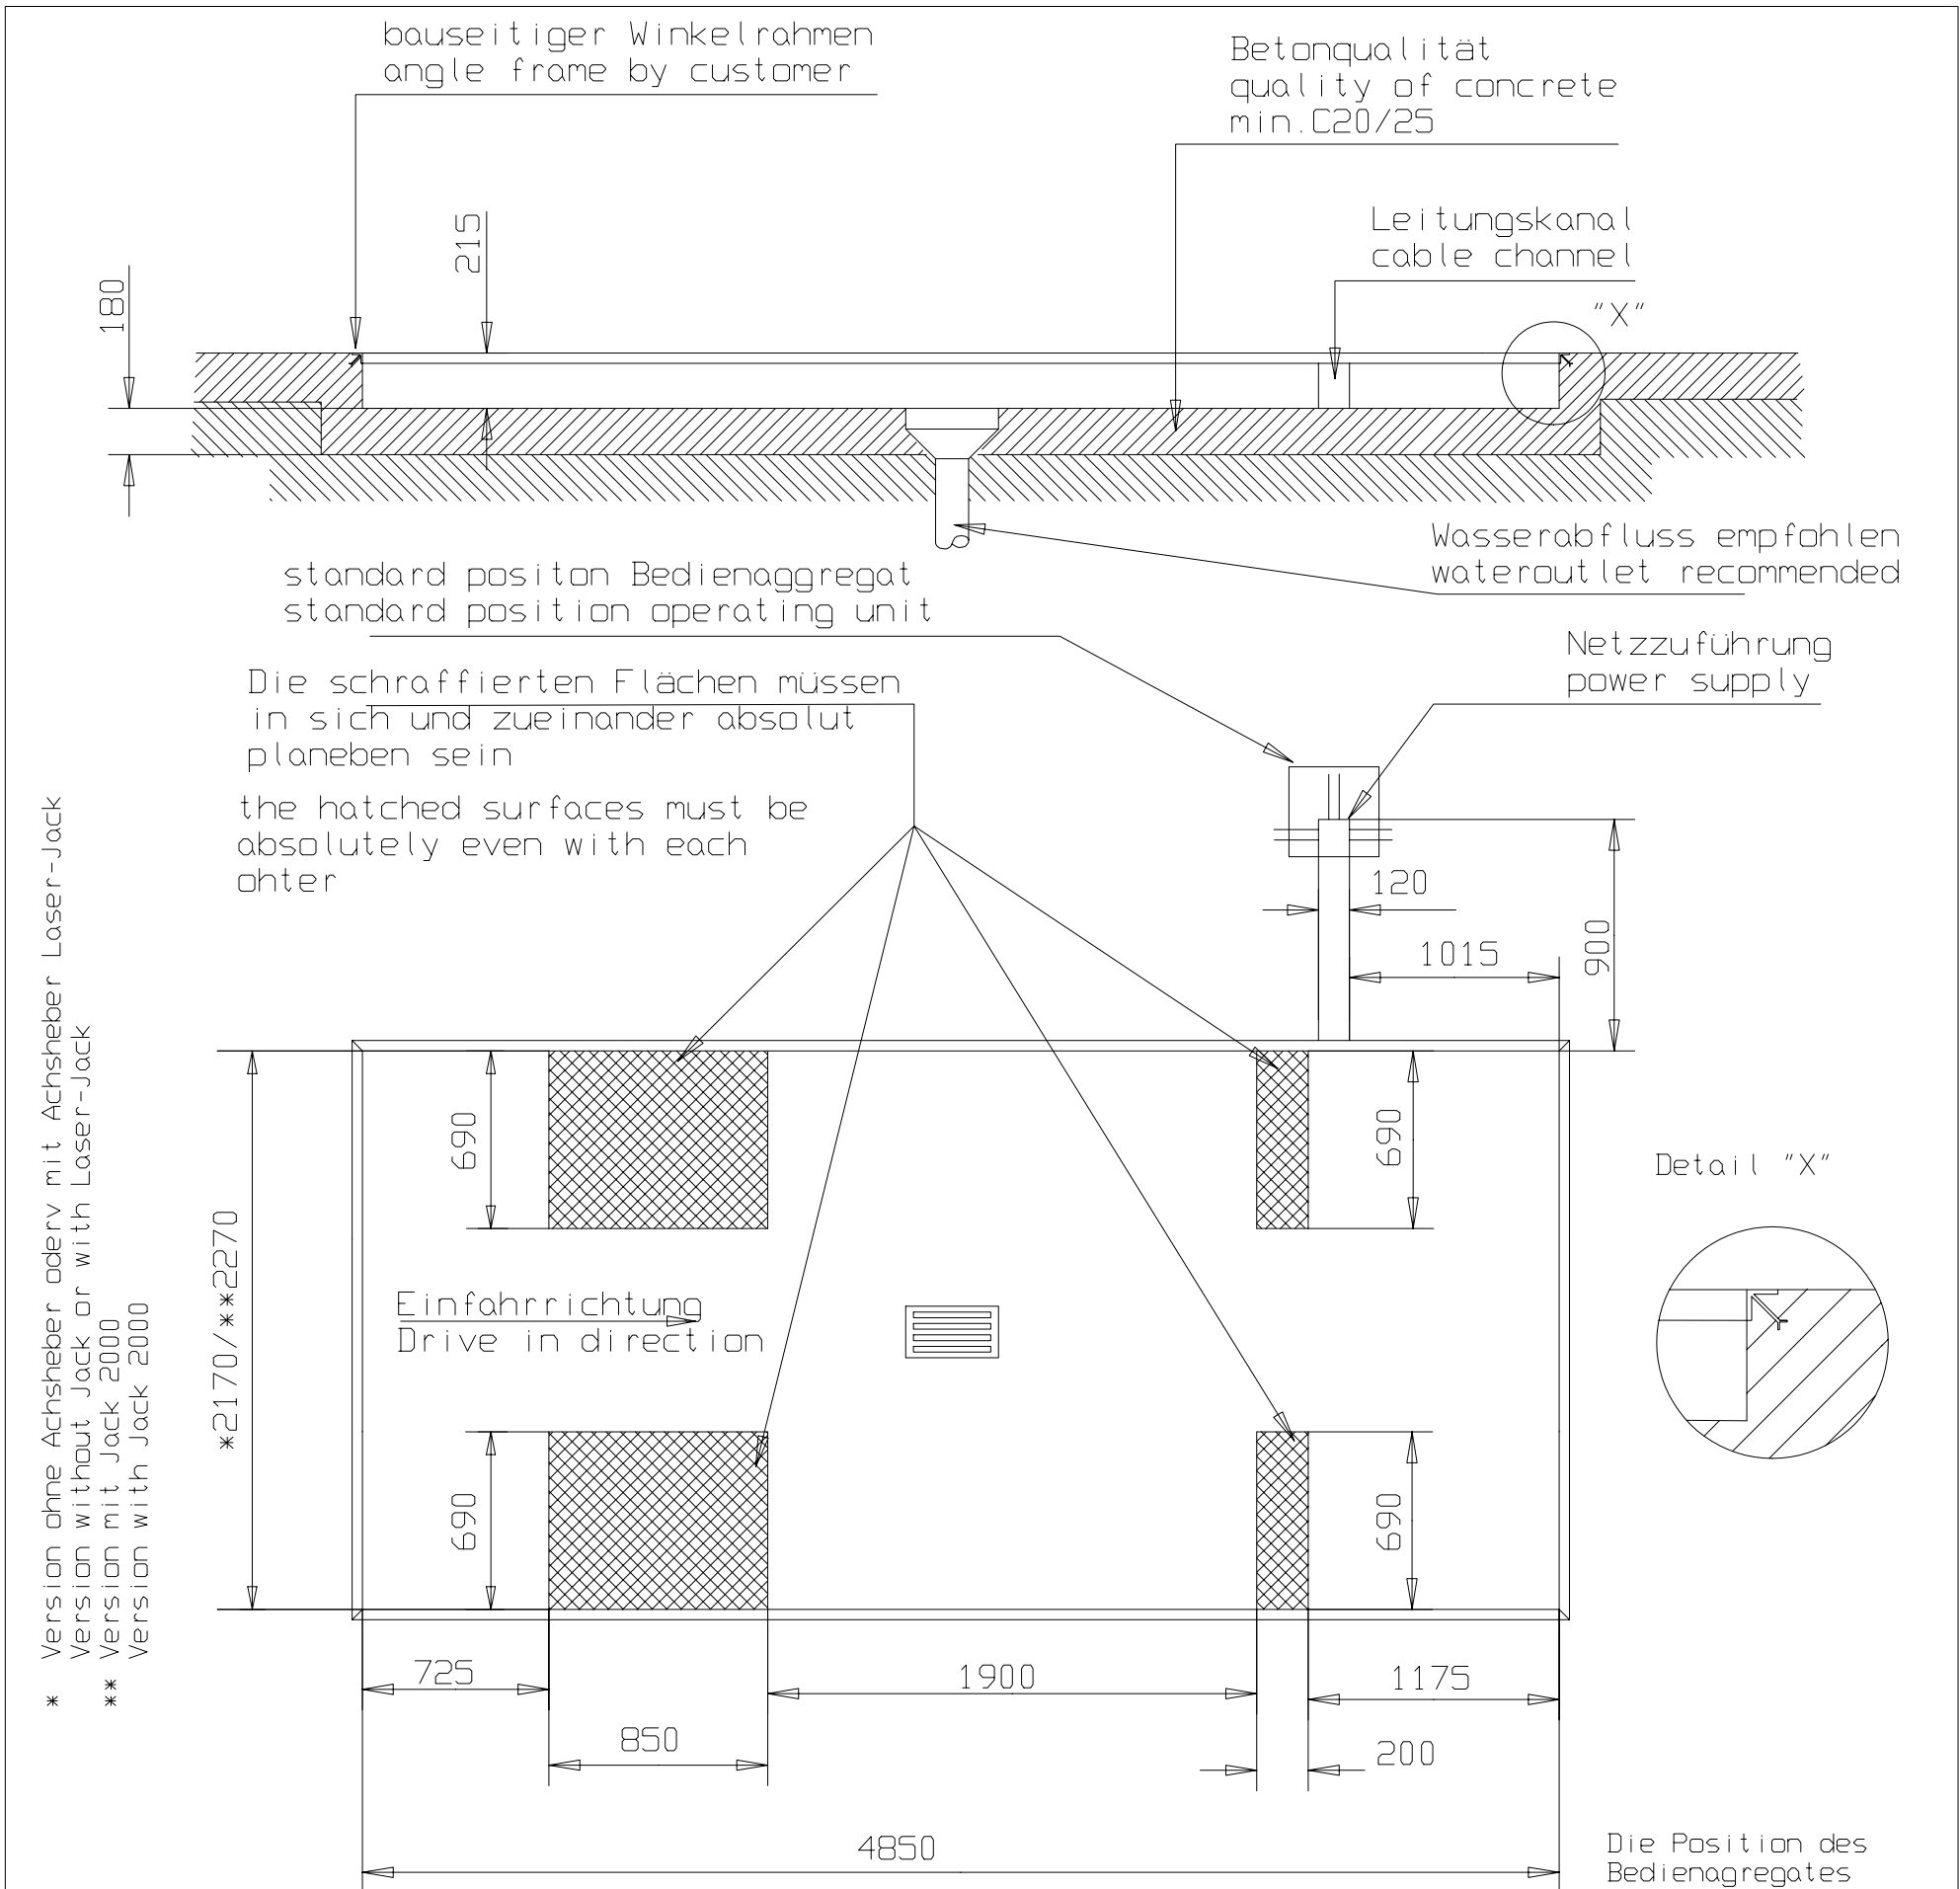 bauseitiger Winkelrahmen
angle frame by customer
Betonqualität
quality of concrete
min.C20/25
Leitungskanal
cable channel
"X"
215
180
Wasserabfluss empfohlen
wateroutlet recommended
standard positon Bedienaggregat
standard position operating unit
Netzzuführung
power supply
Die schraffierten Flächen müssen
in sich und zueinander absolut
planeben sein
the hatched surfaces must be
absolutely even with each
ohter
120
1015
900
690
690
Detail "X"
*2170/**2270
Einfahrrichtung
Drive in direction
690
690
725
1900
1175
850
200
4850
* Version ohne Achsheber oderv mit Achsheber Laser-Jack
Version without Jack or with Laser-Jack
** Version mit Jack 2000
Version with Jack 2000
Die Position des
Bedienagregates